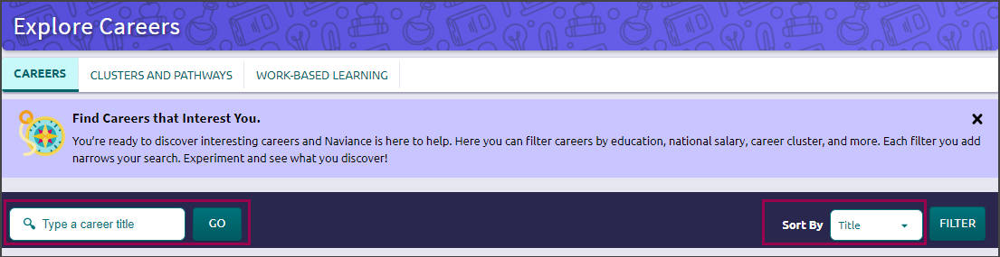 Explore Careers
CAREERS
CLUSTERS AND PATHWAYS
WORK-BASED LEARNING
Find Careers that Interest You.
You're ready to discover interesting careers and Naviance is here to help. Here you can filter careers by education, national salary, career cluster, and more. Each filter you add
narrows your search. Experiment and see what you discover!
Type a career title
GO
Sort By
Title
FILTER